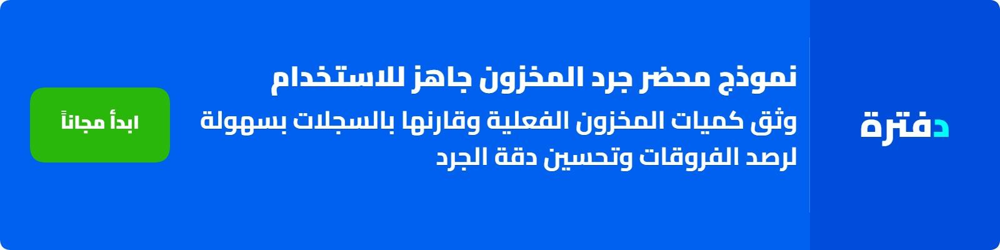 دفترة
نموذج محضر جرد المخزون جاهز للاستخدام
وثق كميات المخزون الفعلية وقارنها بالسجلات بسهولة
لرصد الفروقات وتحسين دقة الجرد
ابدأ مجاناً